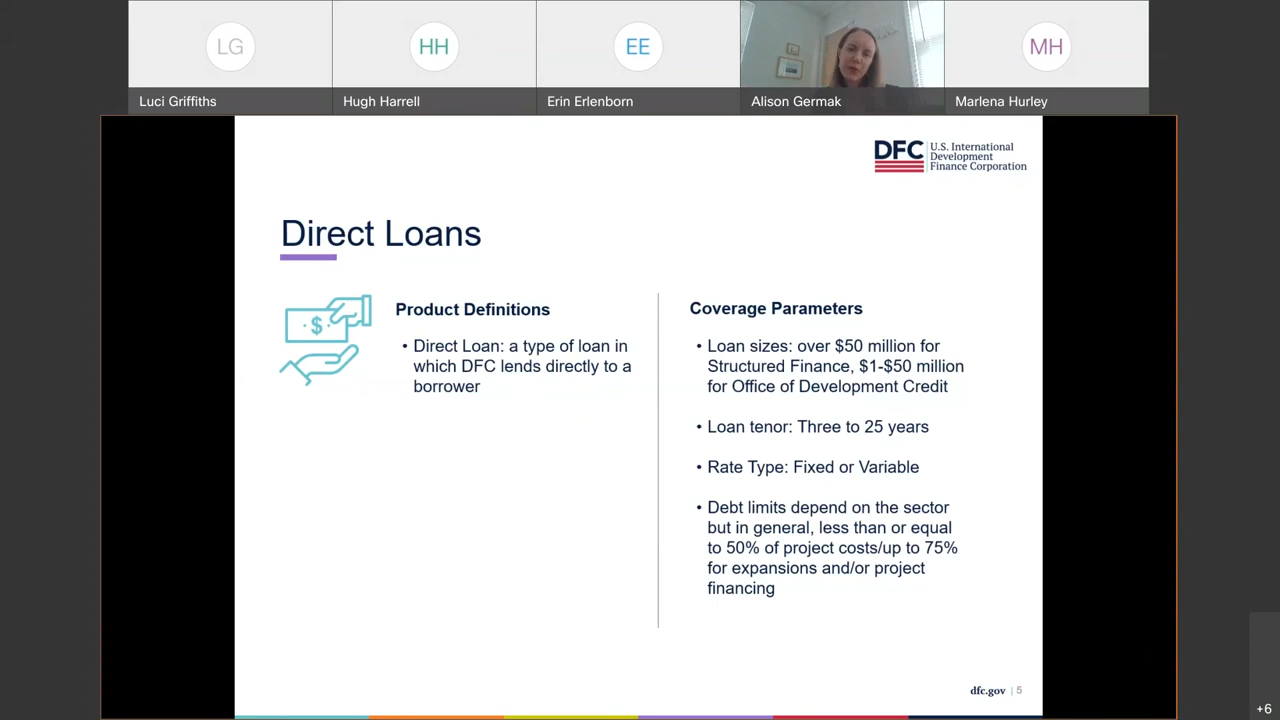 LG
HH
EE
MH
Luci Griffiths
Hugh Harrell
Erin Erlenborn
Alison Germak
Marlena Hurley
DFC
U.S. International
Development
Finance Corporation
Direct Loans
$
Product Definitions
• Direct Loan: a type of loan in
which DFC lends directly to a
borrower
Coverage Parameters
• Loan sizes: over $50 million for
Structured Finance, $1-$50 million
for Office of Development Credit
• Loan tenor: Three to 25 years
• Rate Type: Fixed or Variable
• Debt limits depend on the sector
but in general, less than or equal
to 50% of project costs/up to 75%
for expansions and/or project
financing
dfc.gov | 5
+6